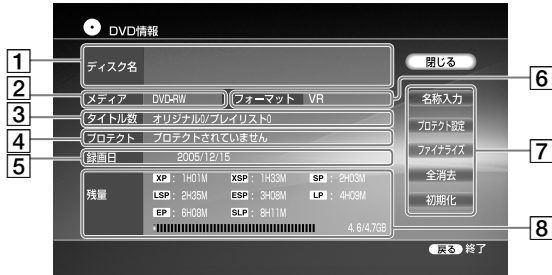 DVD情報
1
ディスク名
閉じる
2
メディア DVD-RW フォーマット VR
6
3
タイトル数 オリジナル0/プレイリスト0
名称入力
4
プロテクト プロテクトされていません
プロテクト設定
5
録画日 2005/12/15
ファイナライズ
7
残量
XP : 1H01M XSP : 1H33M SP : 2H03M
全消去
LSP : 2H35M ESP : 3H08M LP : 4H09M
初期化
EP : 6H08M SLP : 8H11M
8
4.6/4.7GB
戻る 終了